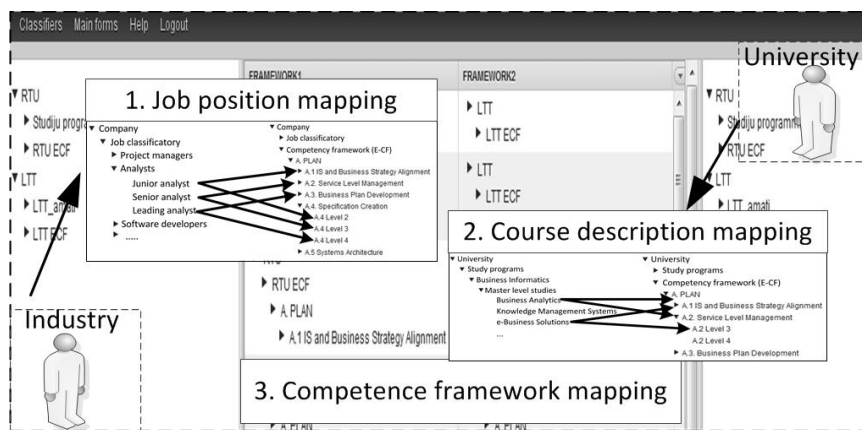 Classifiers Main forms Help Logout
University
FRAMEWORK1 FRAMEWORK2
RTU
Studiju progra
RTU ECF
LTT
LTT_amati
LTT ECF
1. Job position mapping
Company
Job classificatory
Project managers
Analysts
Junior analyst
Senior analyst
Leading analyst
Software developers
.....
Company
Job classificatory
Competency framework (E-CF)
A. PLAN
A.1 IS and Business Strategy Alignment
A.2. Service Level Management
A.3. Business Plan Development
A.4. Specification Creation
A.4 Level 2
A.4 Level 3
A.4 Level 4
A.5 Systems Architecture
LTT
LTT ECF
LTT
LTT ECF
RTU
Studiju programm
RTU ECF
LTT
LTT_amati
2. Course description mapping
University
Study programs
Business Informatics
Master level studies
Business Analytics
Knowledge Management Systems
e-Business Solutions
...
University
Study programs
Competency framework (E-CF)
A. PLAN
A.1 IS and Business Strategy Alignment
A.2. Service Level Management
A.2 Level 3
A.2 Level 4
A.3. Business Plan Development
RTU ECF
A. PLAN
A.1 IS and Business Strategy Alignment
Industry
3. Competence framework mapping
A. PLAN A. PLAN